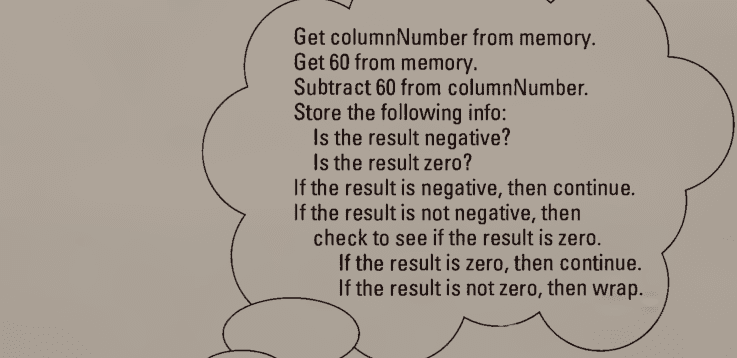 Get columnNumber from memory.
Get 60 from memory.
Subtract 60 from columnNumber.
Store the following info:
Is the result negative?
Is the result zero?
If the result is negative, then continue.
If the result is not negative, then
check to see if the result is zero.
If the result is zero, then continue.
If the result is not zero, then wrap.